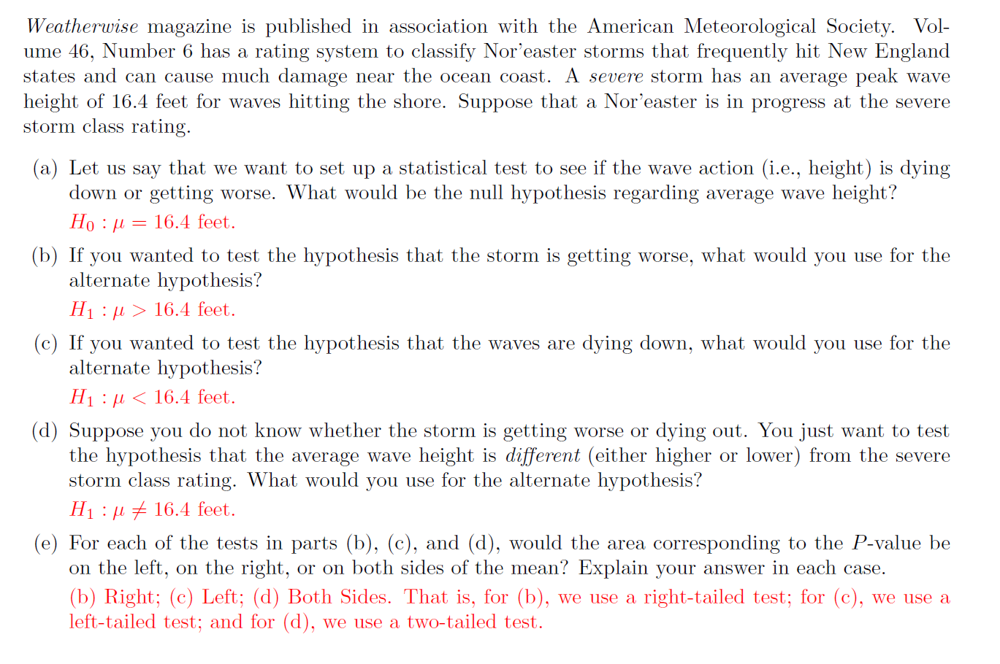 Weatherwise magazine is published in association with the American Meteorological Society. Vol-
ume 46, Number 6 has a rating system to classify Nor'easter storms that frequently hit New England
states and can cause much damage near the ocean coast. A severe storm has an average peak wave
height of 16.4 feet for waves hitting the shore. Suppose that a Nor'easter is in progress at the severe
storm class rating.
(a) Let us say that we want to set up a statistical test to see if the wave action (i.e., height) is dying
down or getting worse. What would be the null hypothesis regarding average wave height?
H₀ : μ = 16.4 feet.
(b) If you wanted to test the hypothesis that the storm is getting worse, what would you use for the
alternate hypothesis?
H₁ : μ > 16.4 feet.
(c) If you wanted to test the hypothesis that the waves are dying down, what would you use for the
alternate hypothesis?
H₁ : μ < 16.4 feet.
(d) Suppose you do not know whether the storm is getting worse or dying out. You just want to test
the hypothesis that the average wave height is different (either higher or lower) from the severe
storm class rating. What would you use for the alternate hypothesis?
H₁ : μ ≠ 16.4 feet.
(e) For each of the tests in parts (b), (c), and (d), would the area corresponding to the P-value be
on the left, on the right, or on both sides of the mean? Explain your answer in each case.
(b) Right; (c) Left; (d) Both Sides. That is, for (b), we use a right-tailed test; for (c), we use a
left-tailed test; and for (d), we use a two-tailed test.